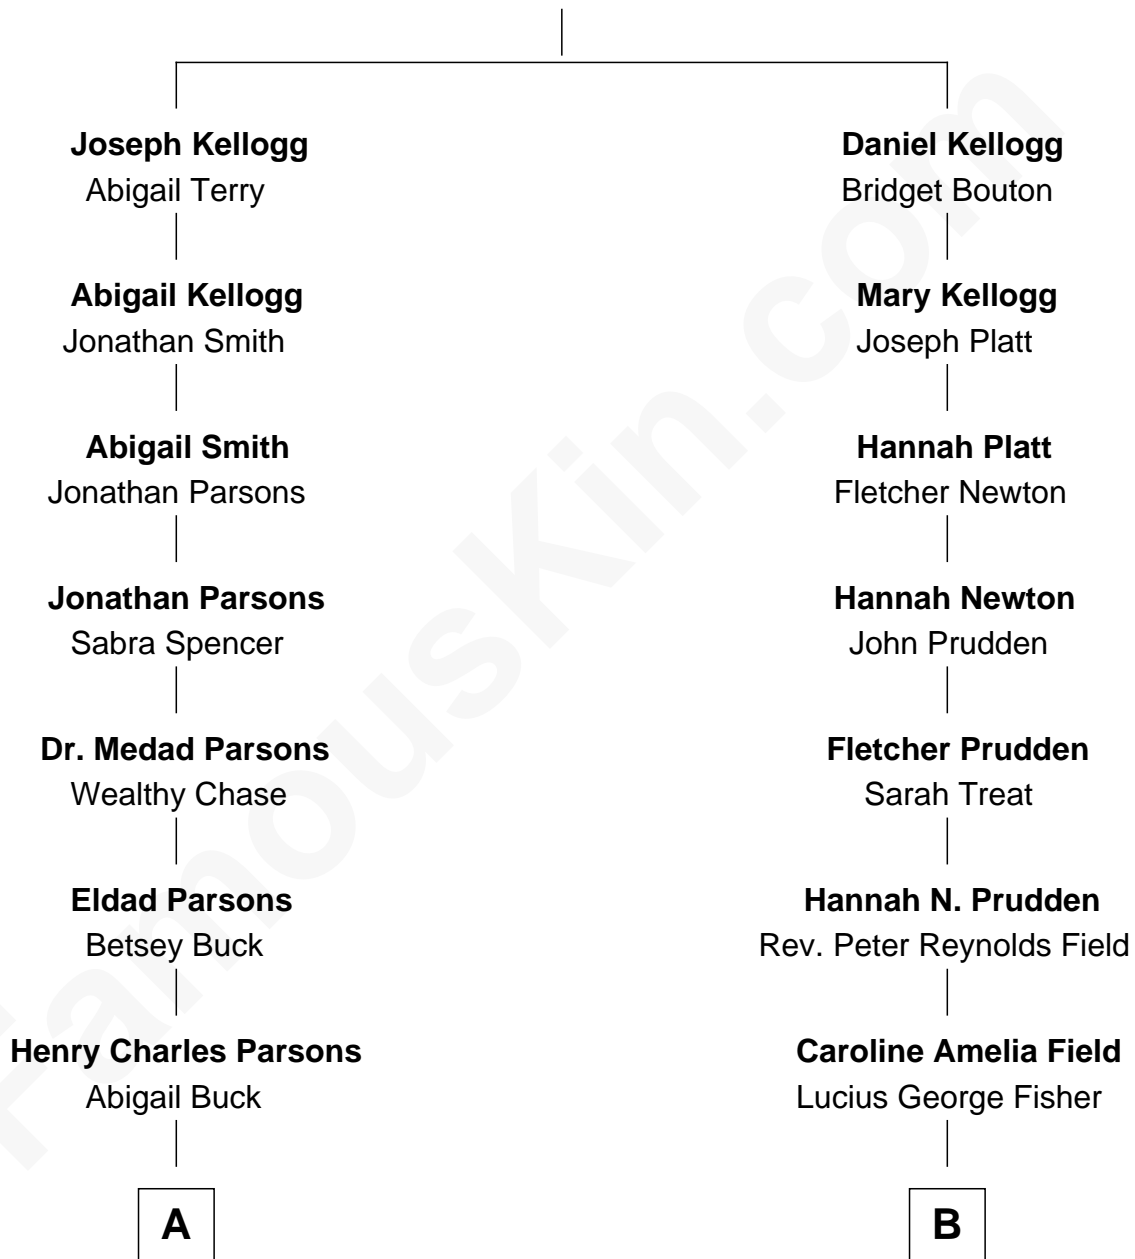 Joseph Kellogg
Abigail Terry
Abigail Kellogg
Jonathan Smith
Abigail Smith
Jonathan Parsons
Jonathan Parsons
Sabra Spencer
Dr. Medad Parsons
Wealthy Chase
Eldad Parsons
Betsey Buck
Henry Charles Parsons
Abigail Buck
A
Daniel Kellogg
Bridget Bouton
Mary Kellogg
Joseph Platt
Hannah Platt
Fletcher Newton
Hannah Newton
John Prudden
Fletcher Prudden
Sarah Treat
Hannah N. Prudden
Rev. Peter Reynolds Field
Caroline Amelia Field
Lucius George Fisher
B
FamousKin.com